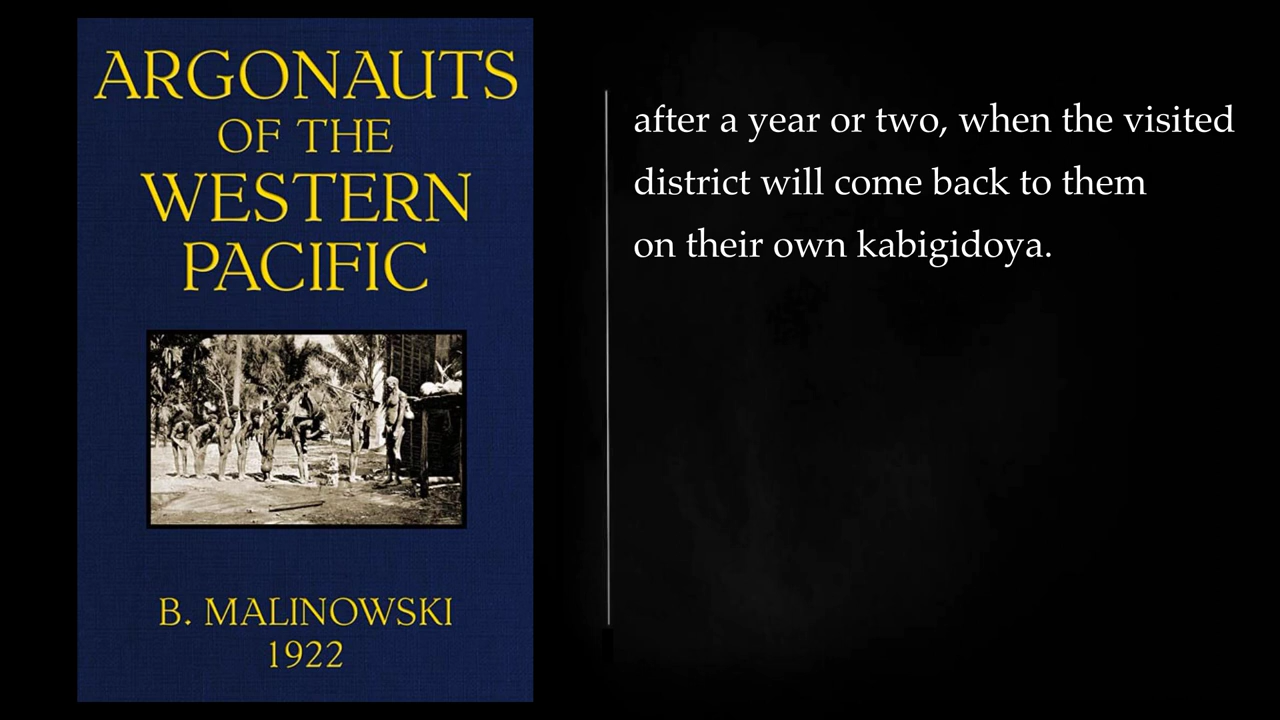 ARGONAUTS
OF THE
WESTERN
PACIFIC
B. MALINOWSKI
1922
after a year or two, when the visited
district will come back to them
on their own kabigidoya.